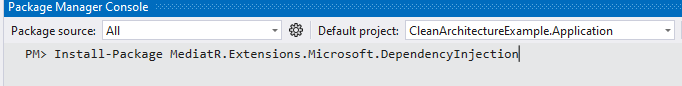 Package Manager Console
Package source: All Default project: CleanArchitectureExample.Application
PM> Install-Package MediatR.Extensions.Microsoft.DependencyInjection